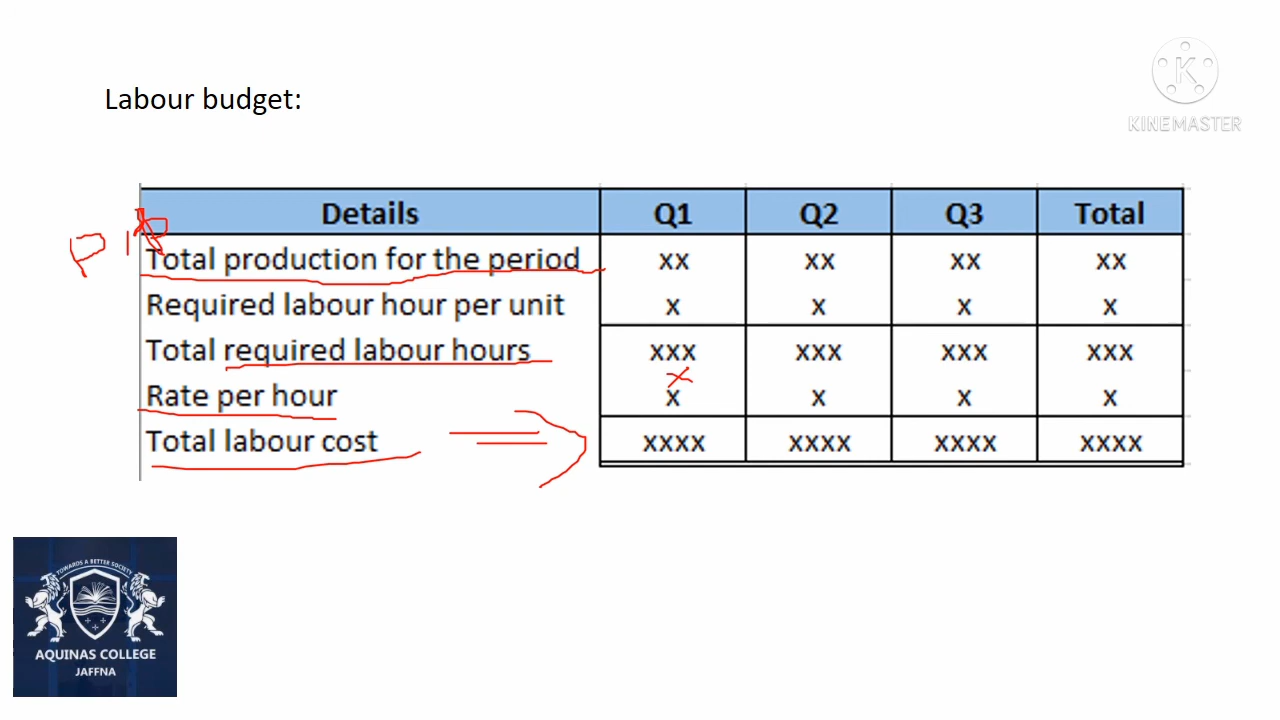 Labour budget:
KINEMASTER
Details Q1 Q2 Q3 Total
Total production for the period xx xx xx xx
Required labour hour per unit x x x x
Total required labour hours xxx xxx xxx xxx
x
Rate per hour x x x x
Total labour cost xxxx xxxx xxxx xxxx
TOWARDS A BETTER SOCIETY
AQUINAS COLLEGE
JAFFNA